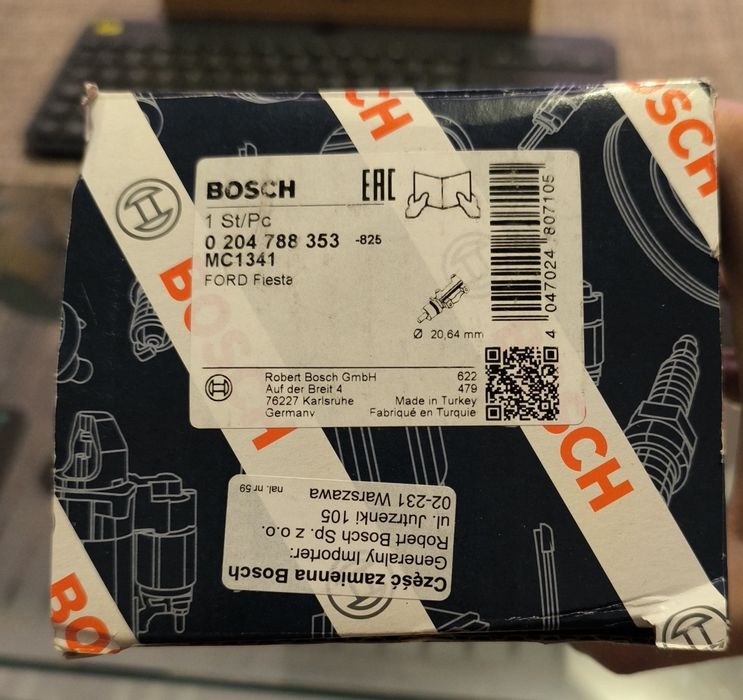 BOSCH
BOSCH
BOSCH
BOSCH
BOSCH
BOSCH
EAC
1 St/Pc
0 204 788 353 -825
MC1341
FORD Fiesta
Ø 20,64 mm
4 047024 807105
Robert Bosch GmbH
Auf der Breit 4
76227 Karlsruhe
Germany
622
479
Made in Turkey
Fabriqué en Turquie
Część zamienna Bosch
Generalny Importer:
Robert Bosch Sp. z o.o.
ul. Jutrzenki 105
02-231 Warszawa
nal. nr 59